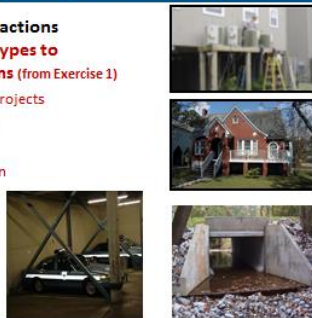 actions
ypes to
ns (from Exercise 1)
rojects
n